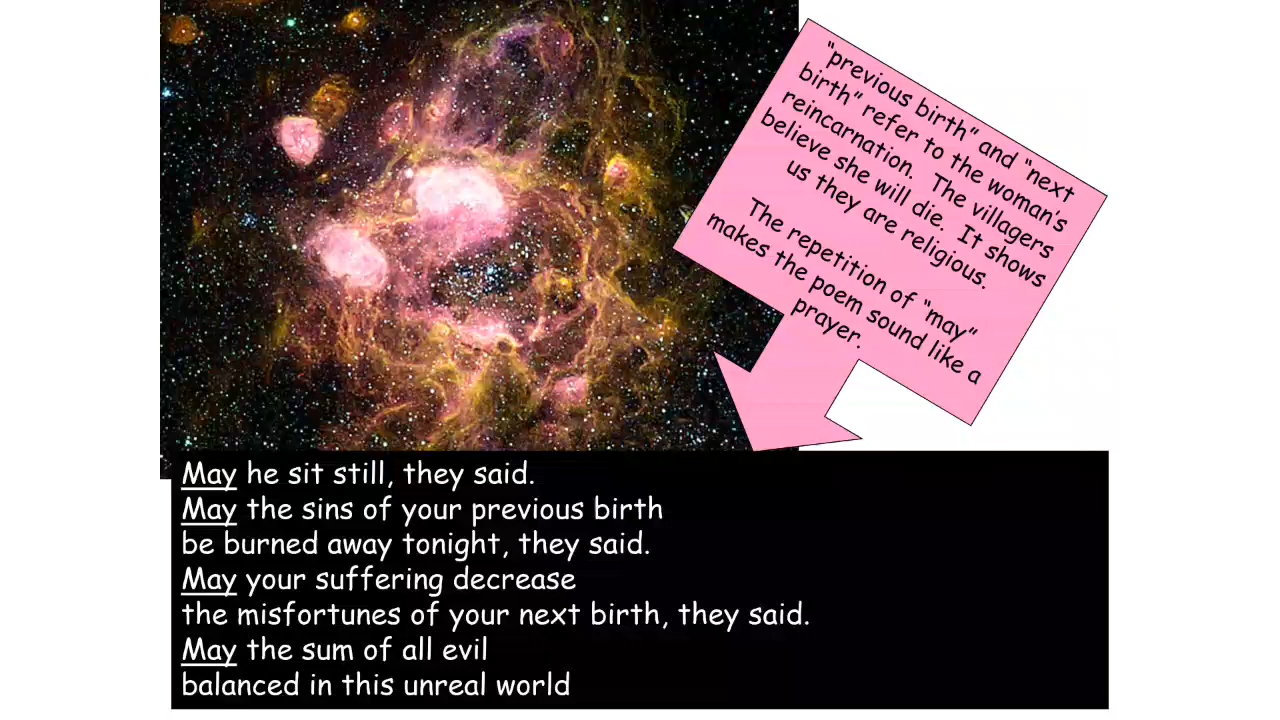 “previous birth” and “next
birth” refer to the woman’s
reincarnation. The villagers
believe she will die. It shows
us they are religious.
The repetition of “may”
makes the poem sound like a
prayer.
May he sit still, they said.
May the sins of your previous birth
be burned away tonight, they said.
May your suffering decrease
the misfortunes of your next birth, they said.
May the sum of all evil
balanced in this unreal world